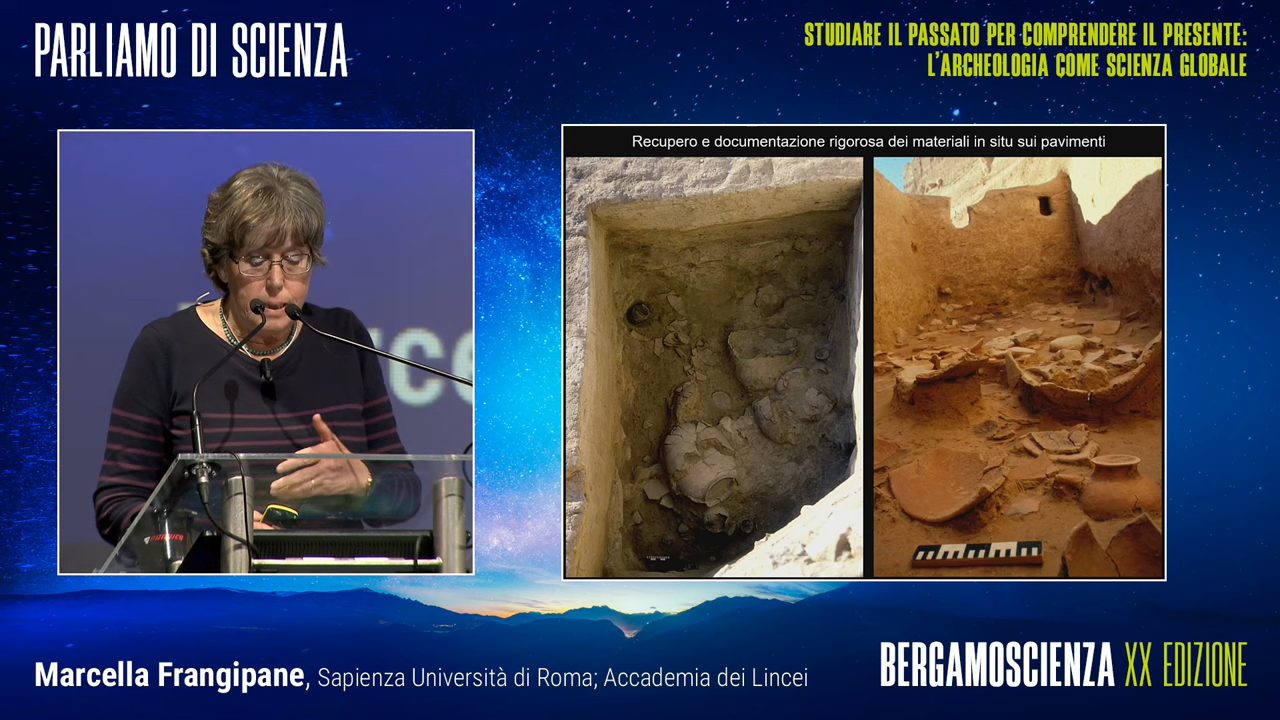 PARLIAMO DI SCIENZA
STUDIARE IL PASSATO PER COMPRENDERE IL PRESENTE:
L'ARCHEOLOGIA COME SCIENZA GLOBALE
Recupero e documentazione rigorosa dei materiali in situ sui pavimenti
Marcella Frangipane, Sapienza Università di Roma; Accademia dei Lincei
BERGAMOSCIENZA XX EDIZIONE